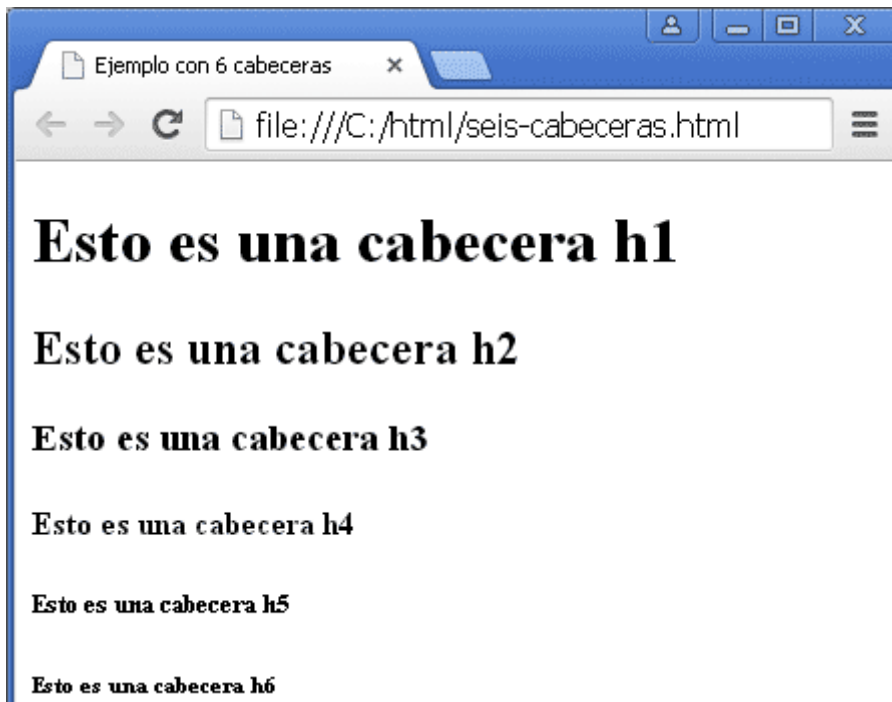 Ejemplo con 6 cabeceras
file:///C:/html/seis-cabeceras.html
Esto es una cabecera h1
Esto es una cabecera h2
Esto es una cabecera h3
Esto es una cabecera h4
Esto es una cabecera h5
Esto es una cabecera h6